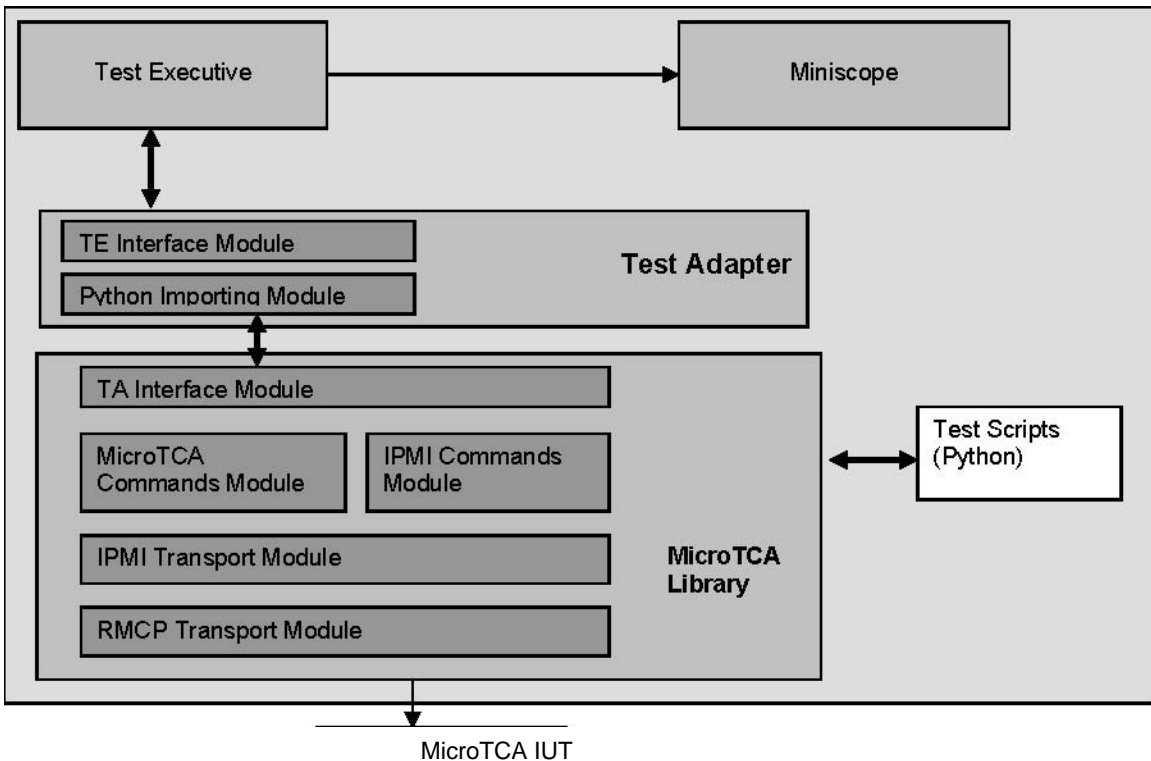 Test Executive
Miniscope
TE Interface Module
Test Adapter
Python Importing Module
TA Interface Module
MicroTCA
Commands Module
IPMI Commands
Module
Test Scripts
(Python)
IPMI Transport Module
MicroTCA
Library
RMCP Transport Module
MicroTCA IUT